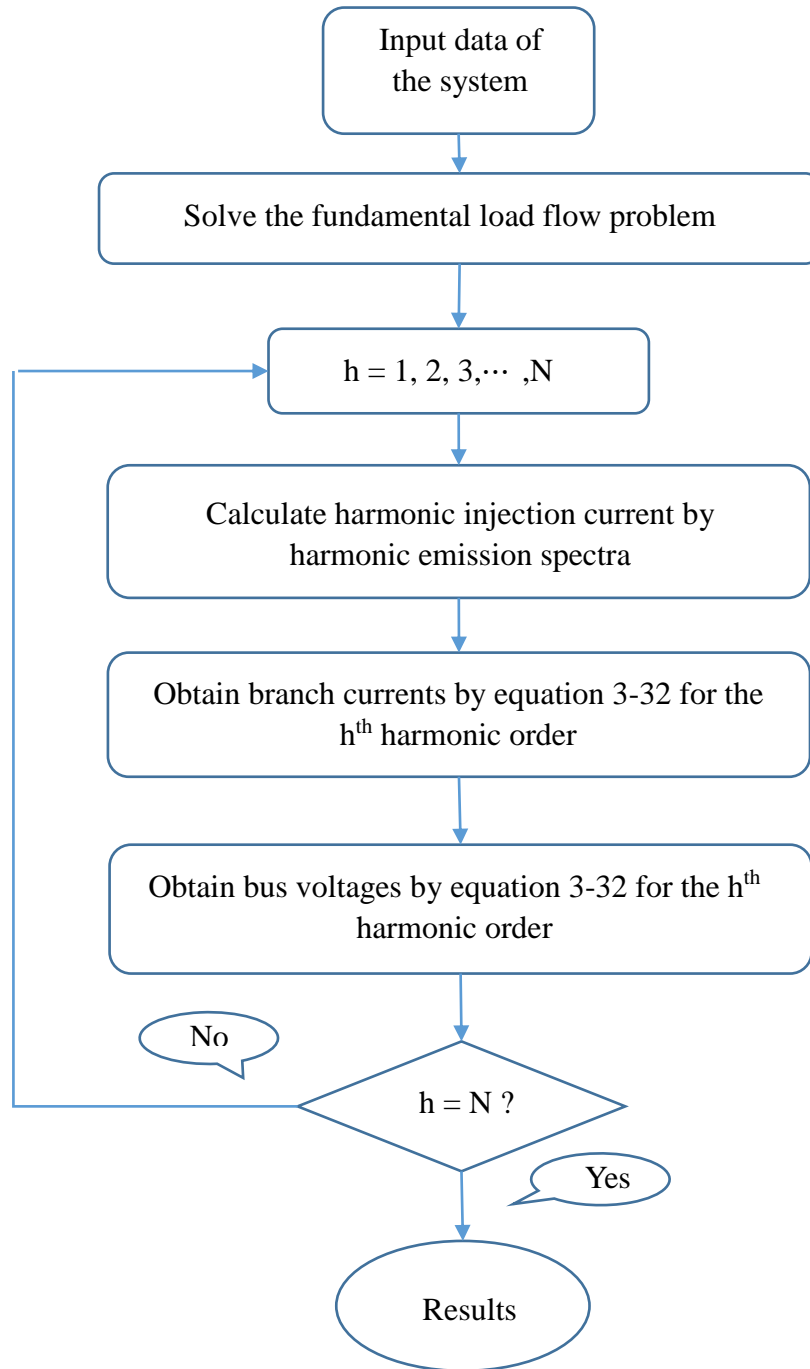 Input data of
the system
Solve the fundamental load flow problem
h = 1, 2, 3,⋯ ,N
Calculate harmonic injection current by
harmonic emission spectra
Obtain branch currents by equation 3-32 for the
hth harmonic order
Obtain bus voltages by equation 3-32 for the hth
harmonic order
No
h = N ?
Yes
Results